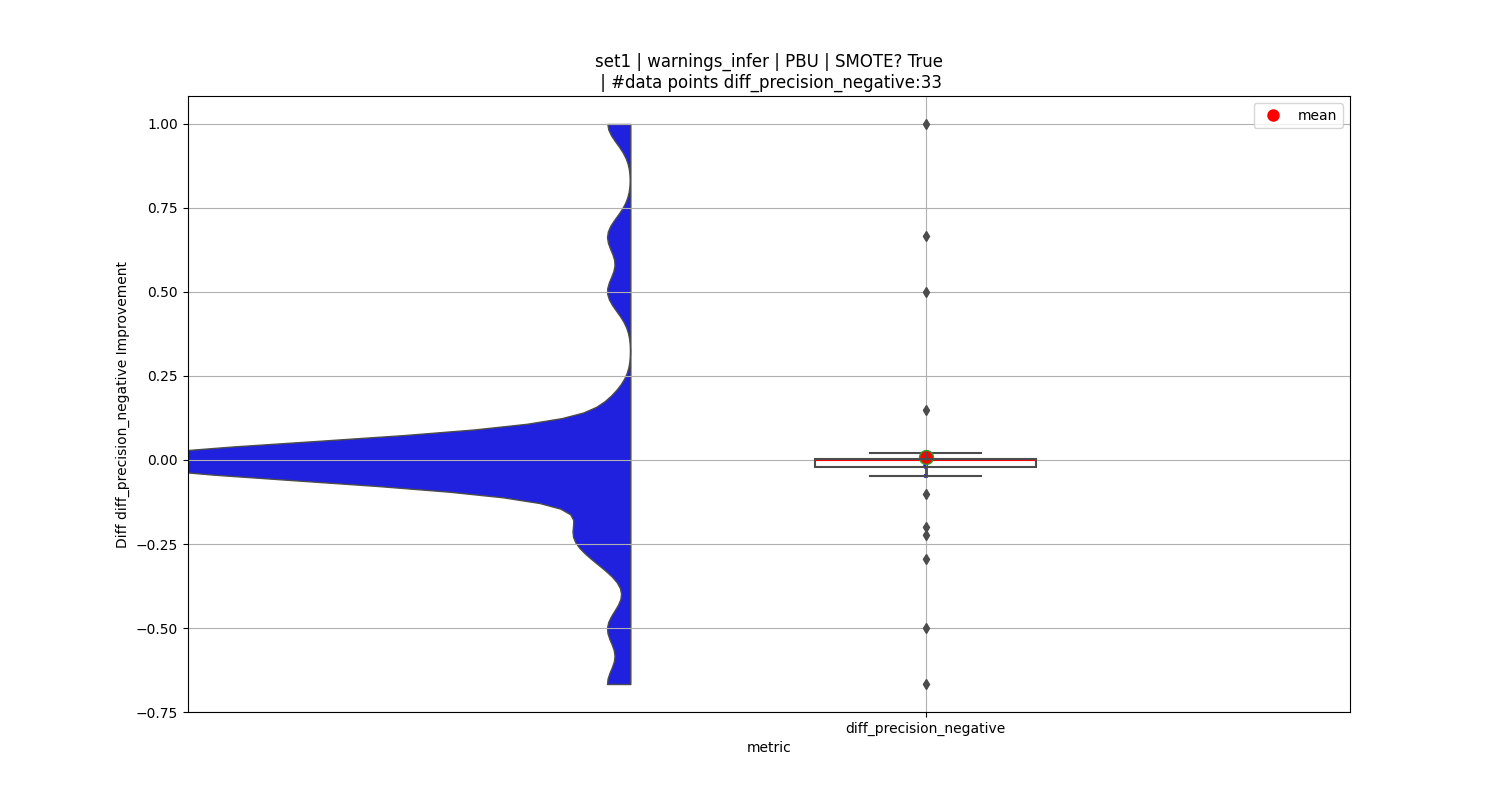 set1 | warnings_infer | PBU | SMOTE? True
| #data points diff_precision_negative:33
mean
1.00
0.75
0.50
0.25
0.00
−0.25
−0.50
−0.75
Diff diff_precision_negative Improvement
diff_precision_negative
metric